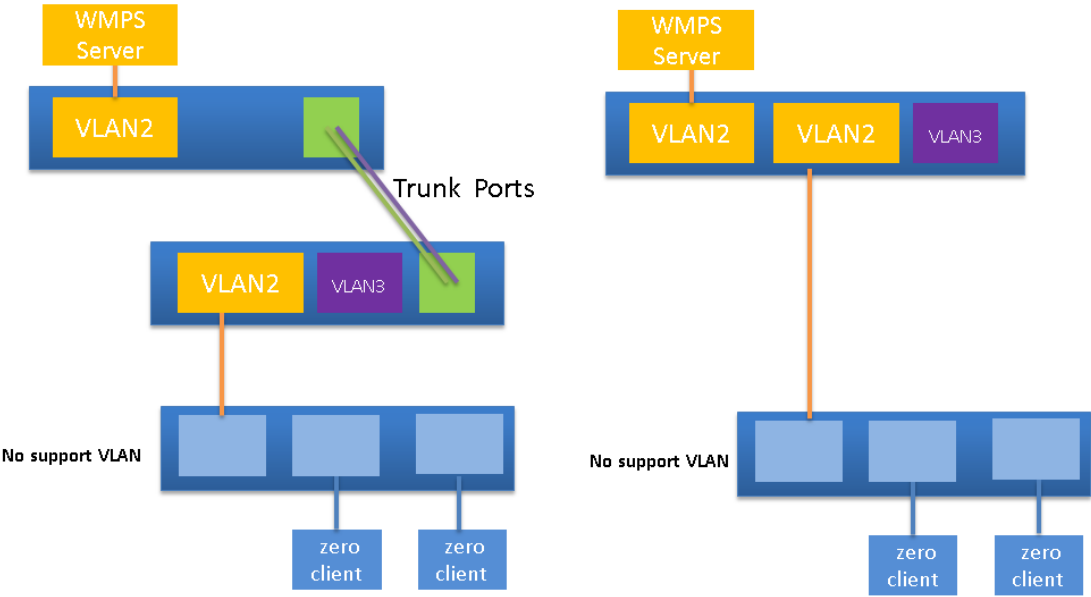 WMPS
Server
VLAN2
Trunk Ports
VLAN2
VLAN3
No support VLAN
zero
client
zero
client
WMPS
Server
VLAN2
VLAN2
VLAN3
No support VLAN
zero
client
zero
client